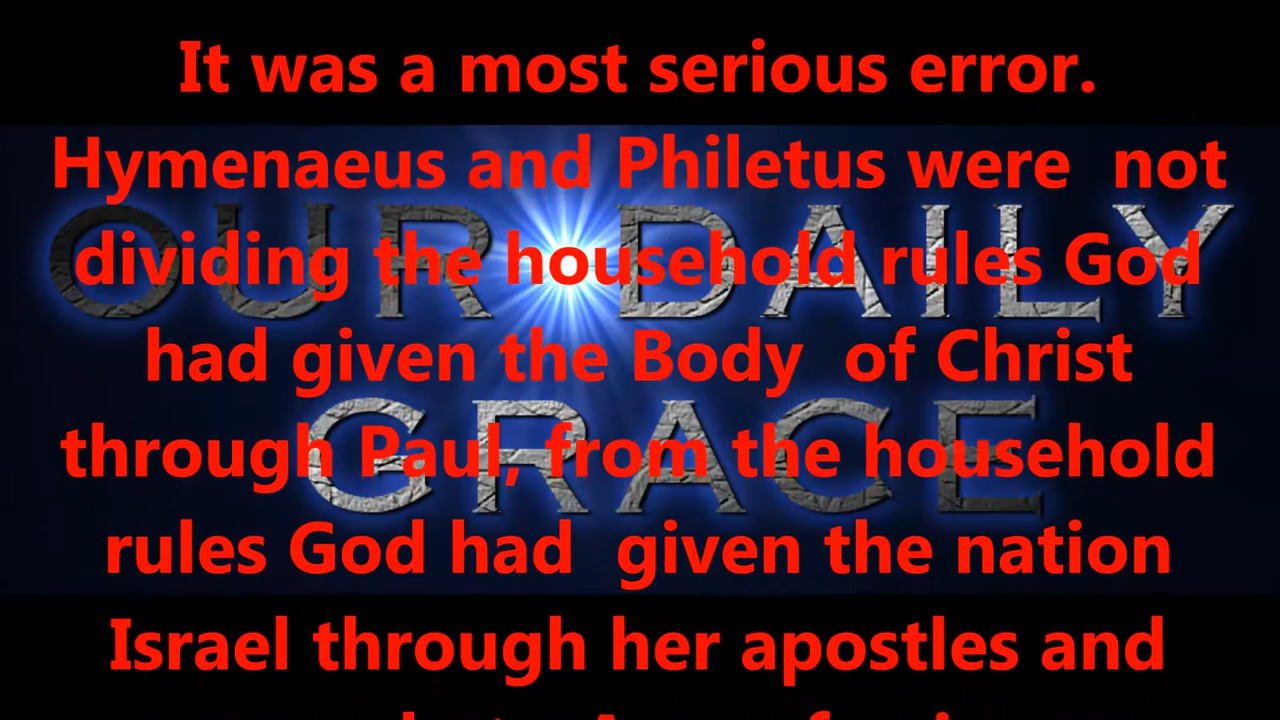 It was a most serious error.
Hymenaeus and Philetus were  not
OUR DAILY
dividing the household rules God
had given the Body  of Christ
GRACE
through Paul, from the household
rules God had  given the nation
Israel through her apostles and